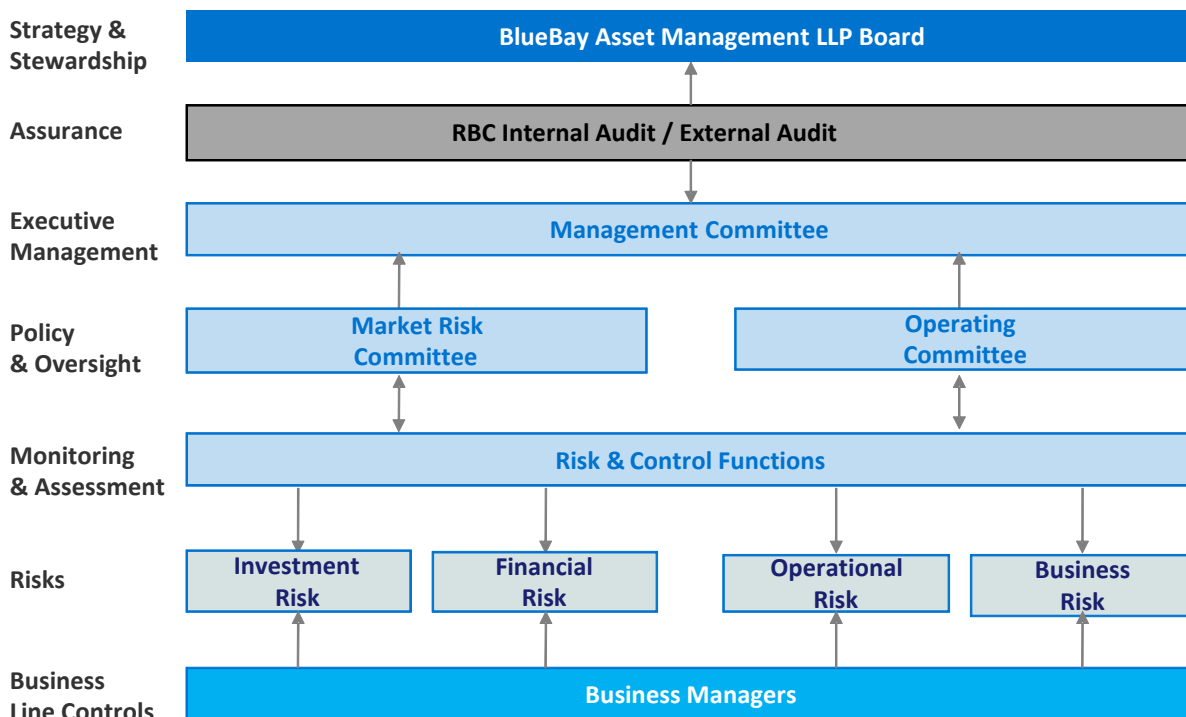 Strategy &
Stewardship
BlueBay Asset Management LLP Board
Assurance
RBC Internal Audit / External Audit
Executive
Management
Management Committee
Policy
& Oversight
Market Risk
Committee
Operating
Committee
Monitoring
& Assessment
Risk & Control Functions
Risks
Investment
Risk
Financial
Risk
Operational
Risk
Business
Risk
Business
Line Controls
Business Managers